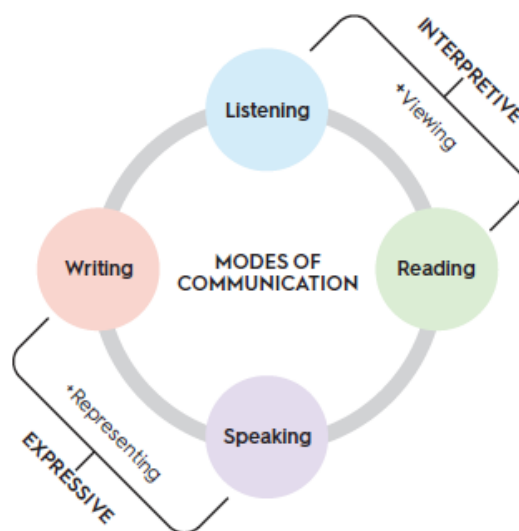 Listening
INTERPRETIVE
+Viewing
Writing
MODES OF
COMMUNICATION
Reading
+Representing
EXPRESSIVE
Speaking